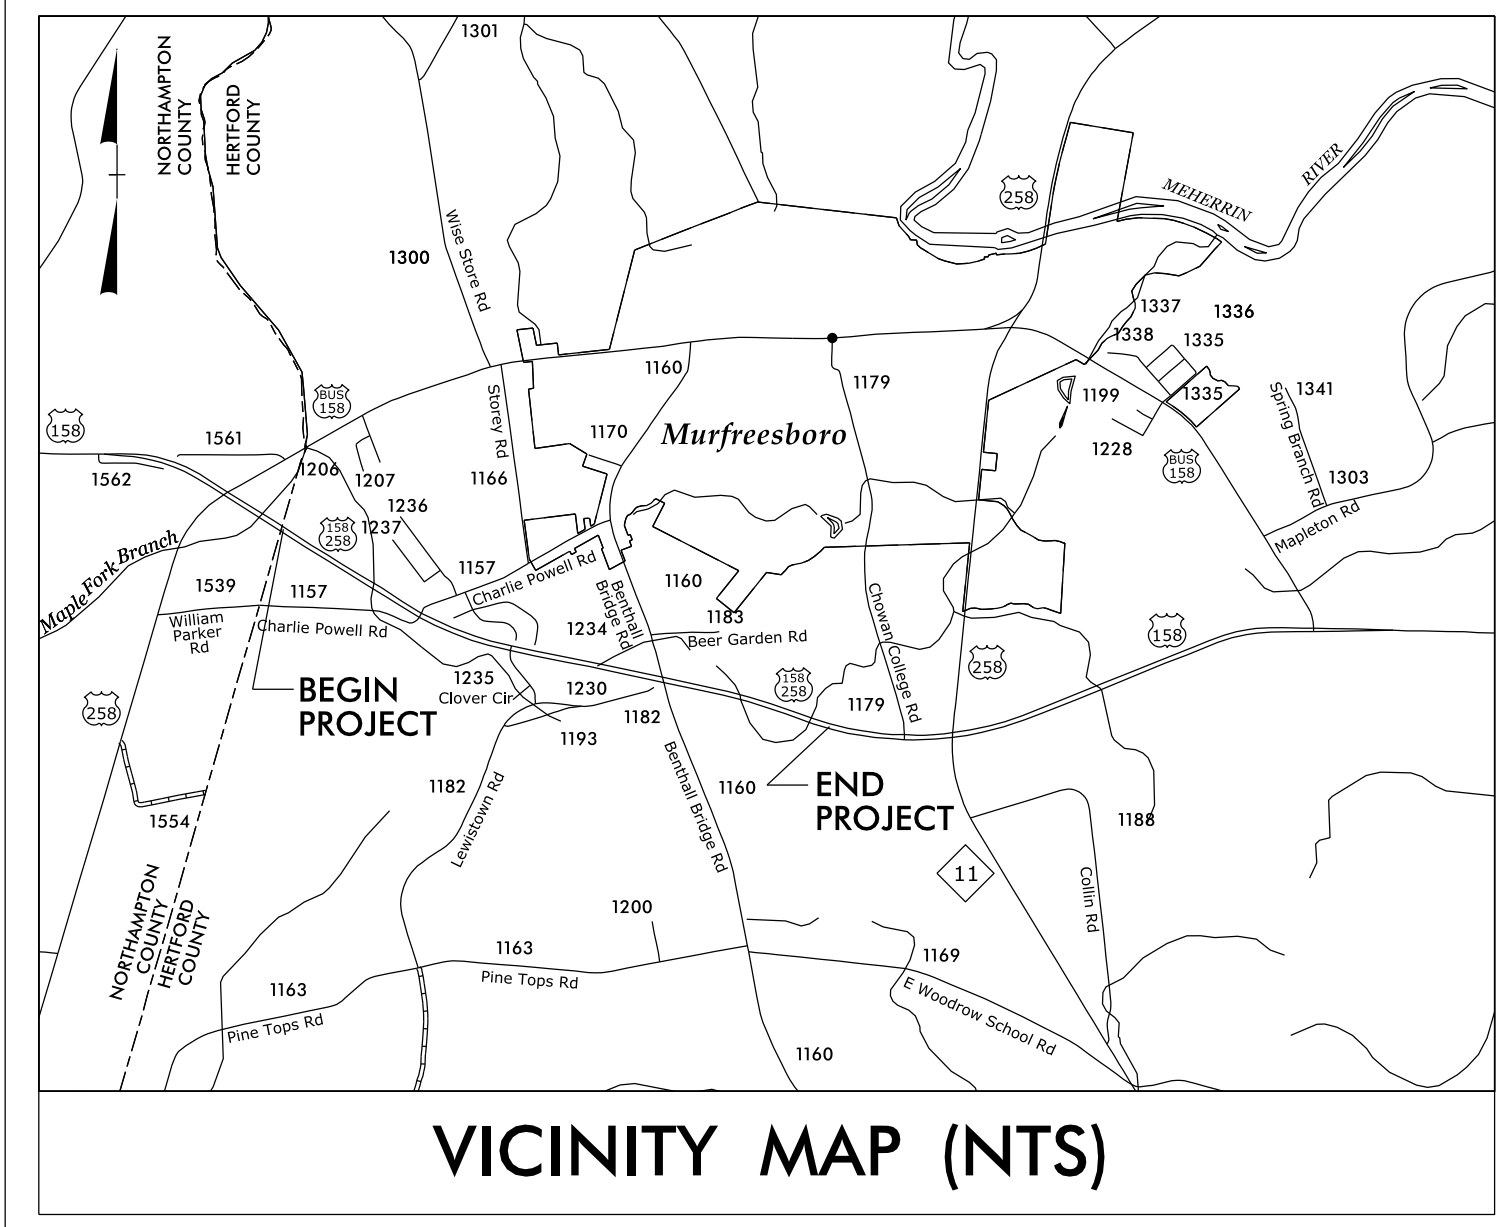 1301
NORTHAMPTON
COUNTY
HERTFORD
COUNTY
RIVER
MEHERRIN
258
Wise Store Rd
1300
1337
1336
1338
1335
1160
1179
BUS
158
158
Storey Rd
1199
1335
Spring Branch Rd
1341
1561
1170
Murfreesboro
1228
BUS
158
1562
1206
1207
1166
1303
1236
158
258
1237
Mapleton Rd
Maple Fork Branch
1157
Charlie Powell Rd
1539
1157
1160
Benthall
Bridge Rd
William
Parker
Rd
Charlie Powell Rd
1234
1183
Beer Garden Rd
Chowan College Rd
158
258
BEGIN
PROJECT
1235
Clover Cir
1230
158
258
1179
258
1182
1193
1182
Lewistown Rd
Benthall Bridge Rd
1160
END
PROJECT
1188
1554
11
Collin Rd
NORTHAMPTON
COUNTY
HERTFORD
COUNTY
1200
1163
Pine Tops Rd
1169
E Woodrow School Rd
1163
Pine Tops Rd
1160
VICINITY MAP (NTS)